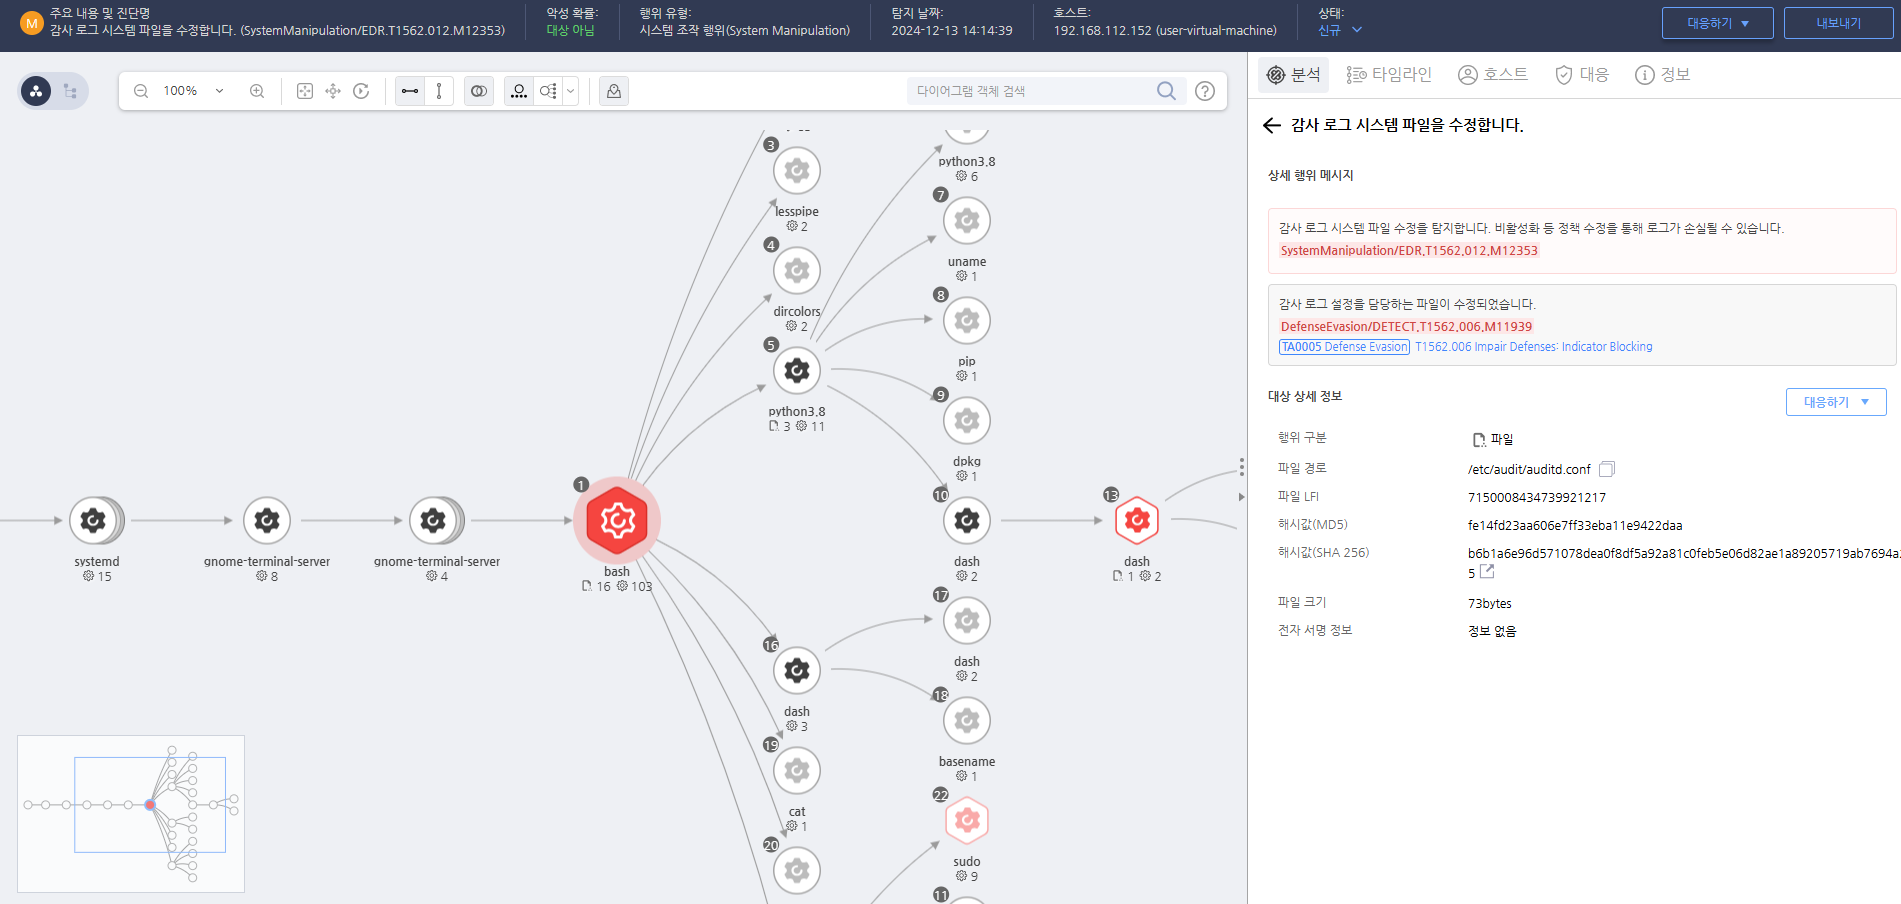 M
주요 내용 및 진단명
감사 로그 시스템 파일을 수정합니다. (SystemManipulation/EDR.T1562.012.M12353)
악성 확률:
대상 아님
행위 유형:
시스템 조작 행위(System Manipulation)
탐지 날짜:
2024-12-13 14:14:39
호스트:
192.168.112.152 (user-virtual-machine)
상태:
신규
대응하기
내보내기
100%
다이어그램 객체 검색
분석
타임라인
호스트
대응
정보
감사 로그 시스템 파일을 수정합니다.
상세 행위 메시지
감사 로그 시스템 파일 수정을 탐지합니다. 비활성화 등 정책 수정을 통해 로그가 손실될 수 있습니다.
SystemManipulation/EDR.T1562.012.M12353
감사 로그 설정을 담당하는 파일이 수정되었습니다.
DefenseEvasion/DETECT.T1562.006.M11939
TA0005 Defense Evasion T1562.006 Impair Defenses: Indicator Blocking
대상 상세 정보
대응하기
행위 구분
파일
파일 경로
/etc/audit/auditd.conf
파일 LFI
7150008434739921217
해시값(MD5)
fe14fd23aa606e7ff33eba11e9422daa
해시값(SHA 256)
b6b1a6e96d571078dea0f8df5a92a81c0feb5e06d82ae1a89205719ab7694a
5
파일 크기
73bytes
전자 서명 정보
정보 없음
systemd
15
gnome-terminal-server
8
gnome-terminal-server
4
1
bash
16 103
3
lesspipe
2
4
dircolors
2
5
python3.8
3 11
16
dash
3
19
cat
1
20
python3.8
6
7
uname
1
8
pip
1
9
dpkg
1
10
dash
2
17
dash
2
18
basename
1
22
sudo
9
11
13
dash
1 2